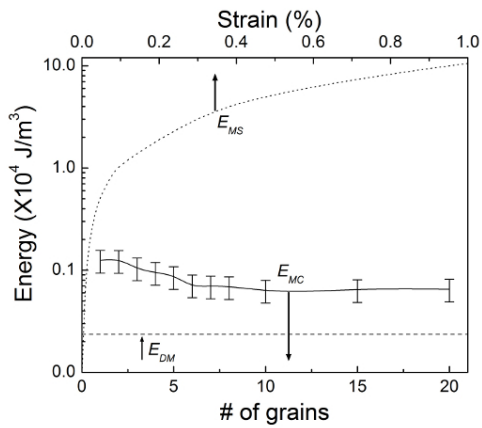 Strain (%)
0.0 0.2 0.4 0.6 0.8 1.0
10.0
E_MS
Energy (X10⁴ J/m³)
1.0
E_MC
0.1
E_DM
0.0
0 5 10 15 20
# of grains